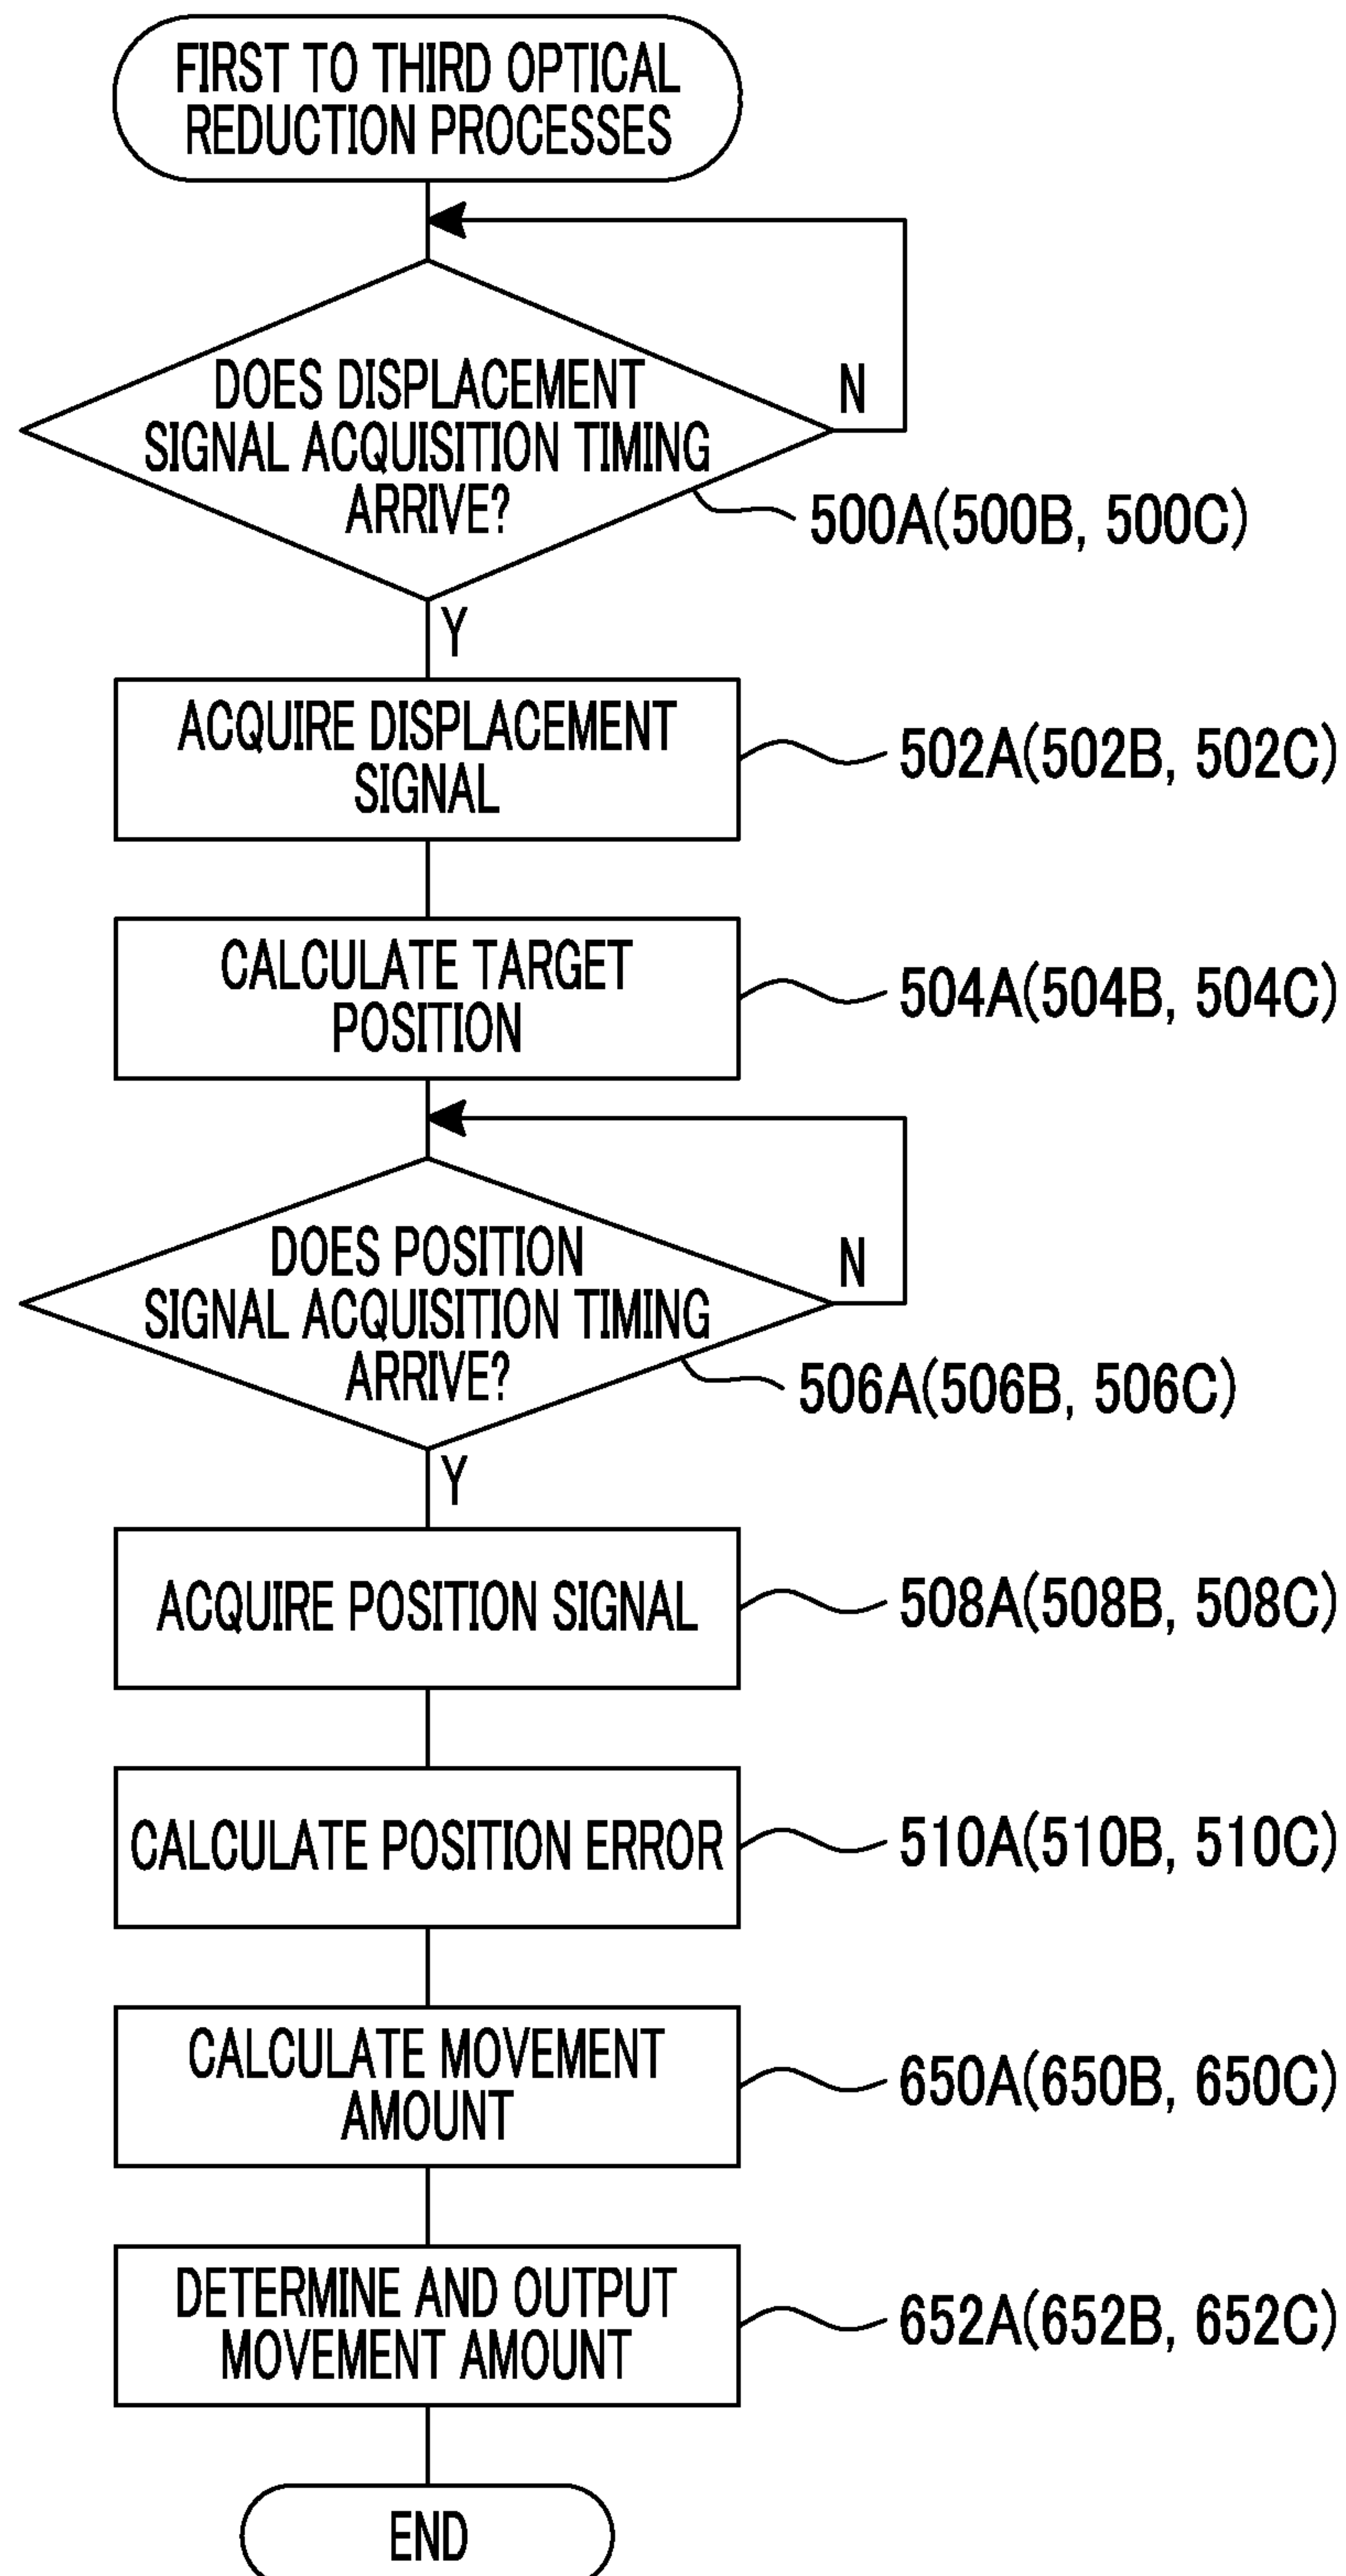 FIRST TO THIRD OPTICAL
REDUCTION PROCESSES
DOES DISPLACEMENT
SIGNAL ACQUISITION TIMING
ARRIVE?
N
500A(500B, 500C)
Y
ACQUIRE DISPLACEMENT
SIGNAL
502A(502B, 502C)
CALCULATE TARGET
POSITION
504A(504B, 504C)
DOES POSITION
SIGNAL ACQUISITION TIMING
ARRIVE?
N
506A(506B, 506C)
Y
ACQUIRE POSITION SIGNAL
508A(508B, 508C)
CALCULATE POSITION ERROR
510A(510B, 510C)
CALCULATE MOVEMENT
AMOUNT
650A(650B, 650C)
DETERMINE AND OUTPUT
MOVEMENT AMOUNT
652A(652B, 652C)
END